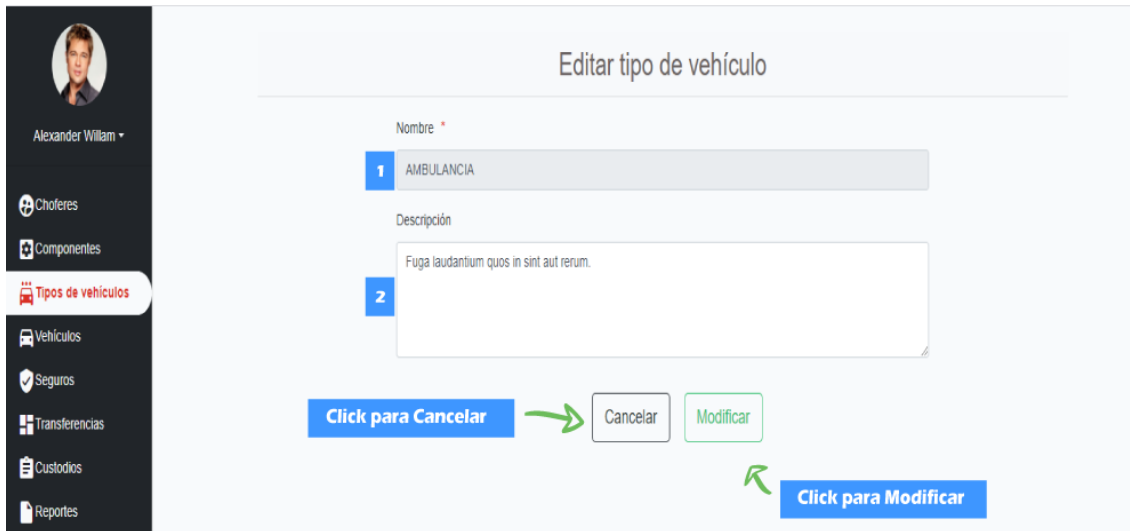 Alexander Willam
Choferes
Componentes
Tipos de vehículos
Vehículos
Seguros
Transferencias
Custodios
Reportes
Editar tipo de vehículo
Nombre *
1
AMBULANCIA
Descripción
2
Fuga laudantium quos in sint aut rerum.
Click para Cancelar
Cancelar
Modificar
Click para Modificar